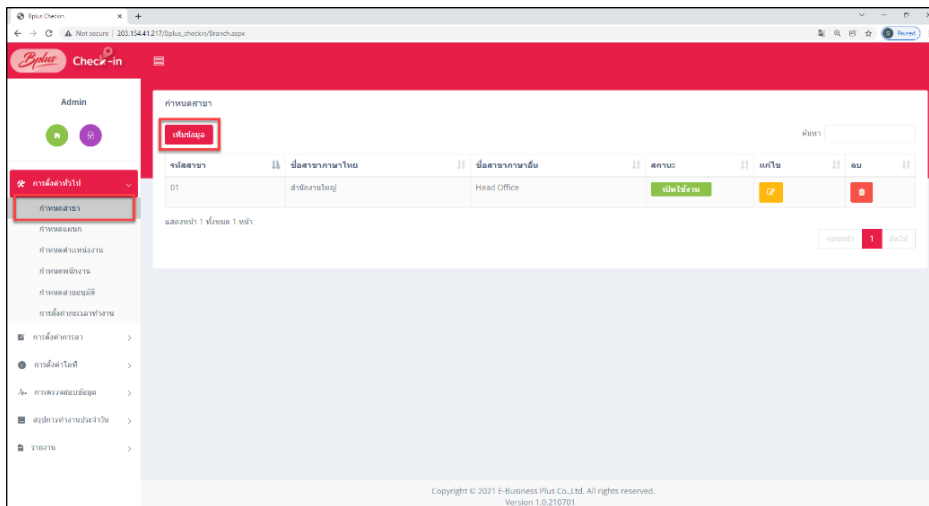 Bplus Checkin
Not secure | 203.154.41.217/Bplus_checkin/Branch.aspx
Paused
Bplus Check-in
Admin
กำหนดสาขา
เพิ่มข้อมูล
ค้นหา
รหัสสาขา ชื่อสาขาภาษาไทย ชื่อสาขาภาษาอื่น สถานะ แก้ไข ลบ
01 สำนักงานใหญ่ Head Office เปิดใช้งาน
แสดงหน้า 1 ทั้งหมด 1 หน้า
ก่อนหน้า 1 ถัดไป
การตั้งค่าทั่วไป
กำหนดสาขา
กำหนดแผนก
กำหนดตำแหน่งงาน
กำหนดพนักงาน
กำหนดสายอนุมัติ
การตั้งค่ากะเวลาทำงาน
การตั้งค่าการลา
การตั้งค่าโอที
การตรวจสอบข้อมูล
สรุปการทำงานประจำวัน
รายงาน
Copyright © 2021 E-Business Plus Co.,Ltd. All rights reserved.
Version 1.0.210701